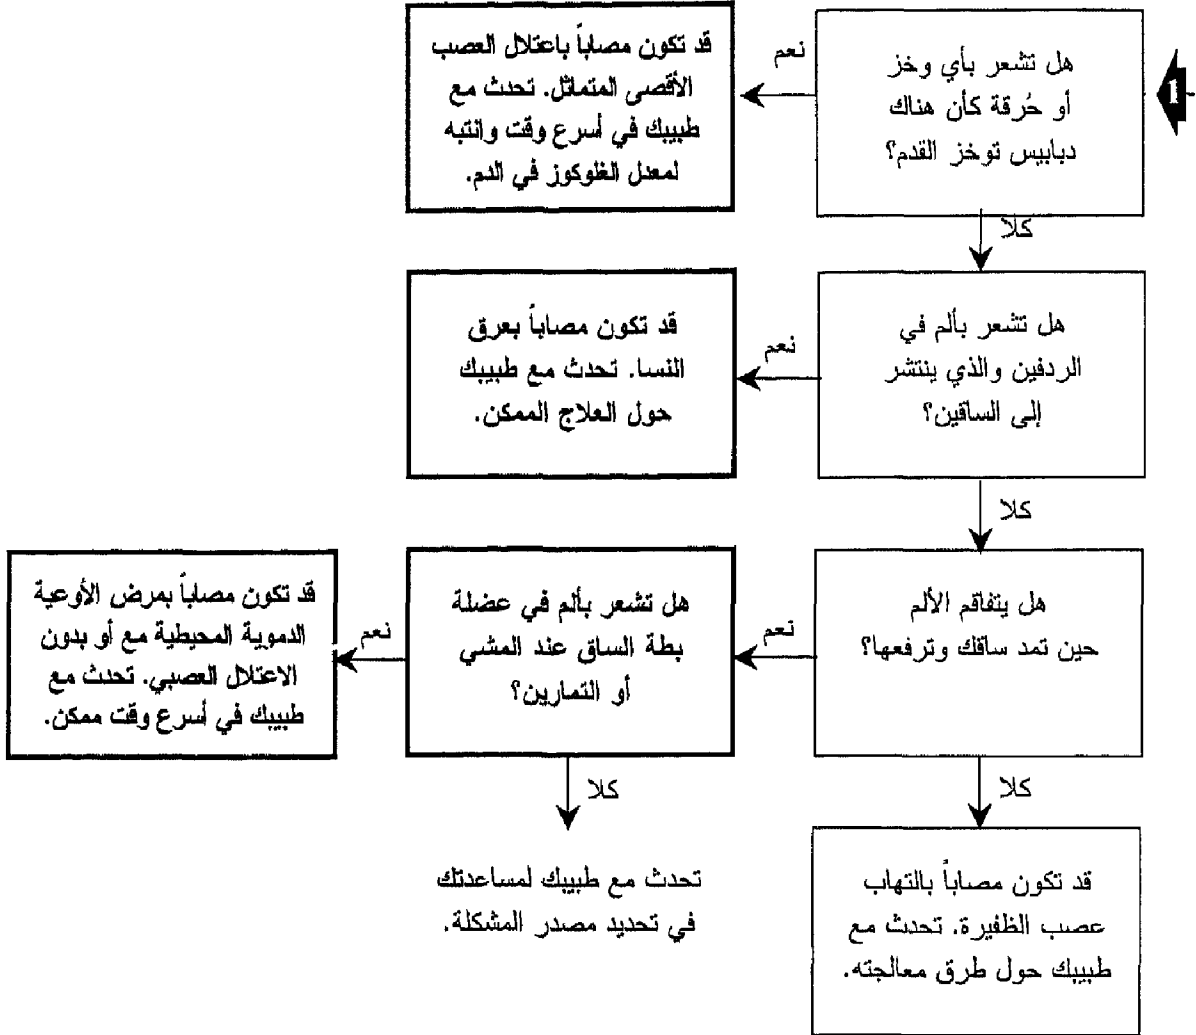 1
هل تشعر بأي وخز
أو حُرقة كأن هناك
دبابيس توخز القدم؟
نعم
قد تكون مصاباً باعتلال العصب
الأقصى المتماثل. تحدث مع
طبيبك في أسرع وقت وانتبه
لمعدل الغلوكوز في الدم.
كلا
هل تشعر بألم في
الردفين والذي ينتشر
إلى الساقين؟
نعم
قد تكون مصاباً بعرق
النسا. تحدث مع طبيبك
حول العلاج الممكن.
كلا
هل يتفاقم الألم
حين تمد ساقك وترفعها؟
نعم
هل تشعر بألم في عضلة
بطة الساق عند المشي
أو التمارين؟
نعم
قد تكون مصاباً بمرض الأوعية
الدموية المحيطية مع أو بدون
الاعتلال العصبي. تحدث مع
طبيبك في أسرع وقت ممكن.
كلا
قد تكون مصاباً بالتهاب
عصب الظفيرة. تحدث مع
طبيبك حول طرق معالجته.
كلا
تحدث مع طبيبك لمساعدتك
في تحديد مصدر المشكلة.